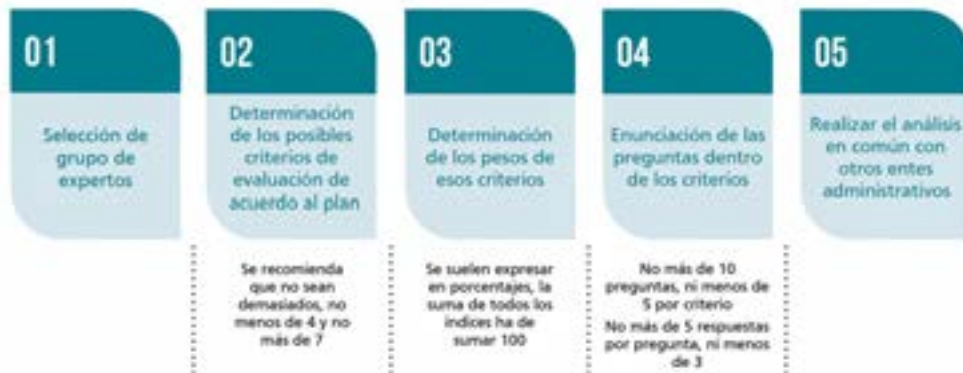 01
Selección de
grupo de
expertos
02
Determinación
de los posibles
criterios de
evaluación de
acuerdo al plan
Se recomienda
que no sean
demasiados, no
menos de 4 y no
más de 7
03
Determinación
de los pesos de
esos criterios
Se suelen expresar
en porcentajes, la
suma de todos los
indices ha de
sumar 100
04
Enunciación de las
preguntas dentro
de los criterios
No más de 10
preguntas, ni menos de
5 por criterio
No más de 5 respuestas
por pregunta, ni menos
de 3
05
Realizar el análisis
en común con
otros entes
administrativos